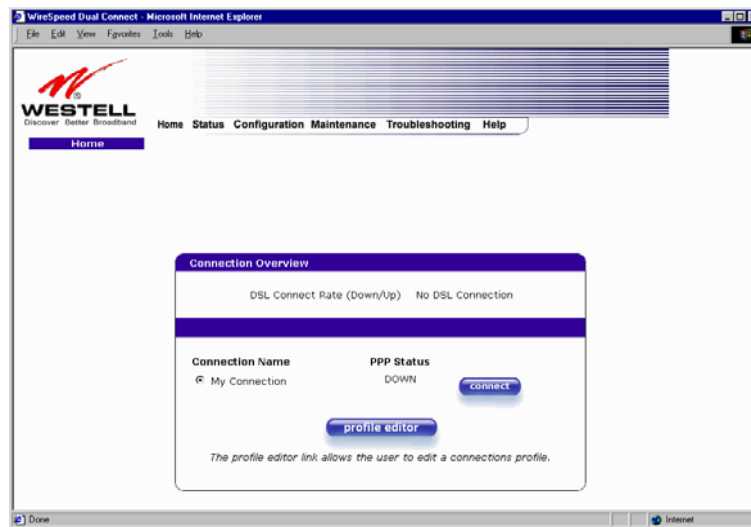 WireSpeed Dual Connect - Microsoft Internet Explorer
File Edit View Favorites Tools Help
WESTELL
®
Discover Better Broadband
Home Status Configuration Maintenance Troubleshooting Help
Home
Connection Overview
DSL Connect Rate (Down/Up) No DSL Connection
Connection Name PPP Status
My Connection DOWN connect
profile editor
The profile editor link allows the user to edit a connections profile.
Done Internet